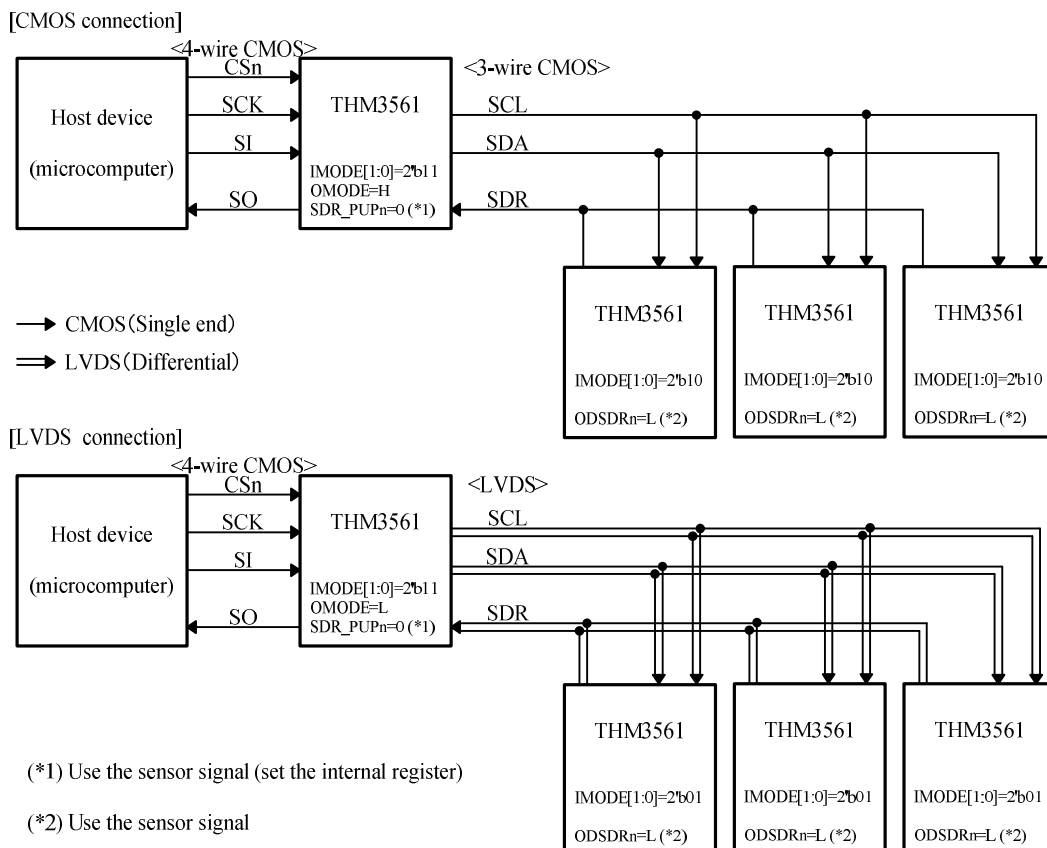 [CMOS connection]
<4-wire CMOS>
CSn
SCK
SI
SO
Host device
(microcomputer)
THM3561
IMODE[1:0]=2'b11
OMODE=H
SDR_PUPn=0 (*1)
<3-wire CMOS>
SCL
SDA
SDR
THM3561
IMODE[1:0]=2'b10
ODSDRn=L (*2)
THM3561
IMODE[1:0]=2'b10
ODSDRn=L (*2)
THM3561
IMODE[1:0]=2'b10
ODSDRn=L (*2)
CMOS(Single end)
LVDS(Differential)
[LVDS connection]
<4-wire CMOS>
CSn
SCK
SI
SO
Host device
(microcomputer)
THM3561
IMODE[1:0]=2'b11
OMODE=L
SDR_PUPn=0 (*1)
<LVDS>
SCL
SDA
SDR
THM3561
IMODE[1:0]=2'b01
ODSDRn=L (*2)
THM3561
IMODE[1:0]=2'b01
ODSDRn=L (*2)
THM3561
IMODE[1:0]=2'b01
ODSDRn=L (*2)
(*1) Use the sensor signal (set the internal register)
(*2) Use the sensor signal